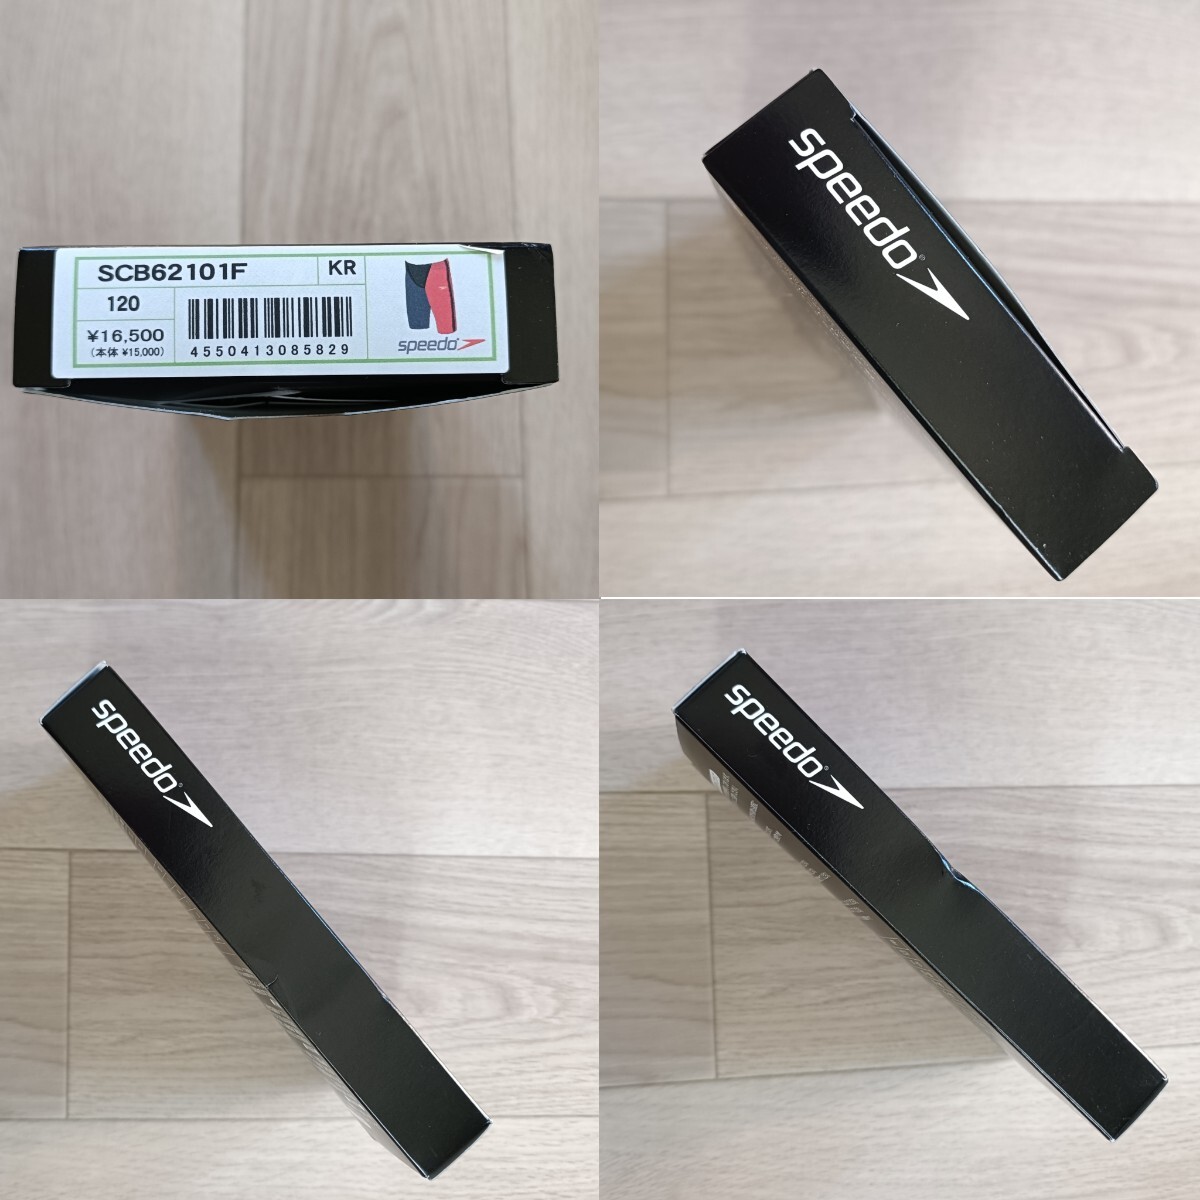 SCB62101F KR
120
¥16,500
(本体 ¥15,000)
4550413085829
speedo
speedo®
speedo®
speedo®